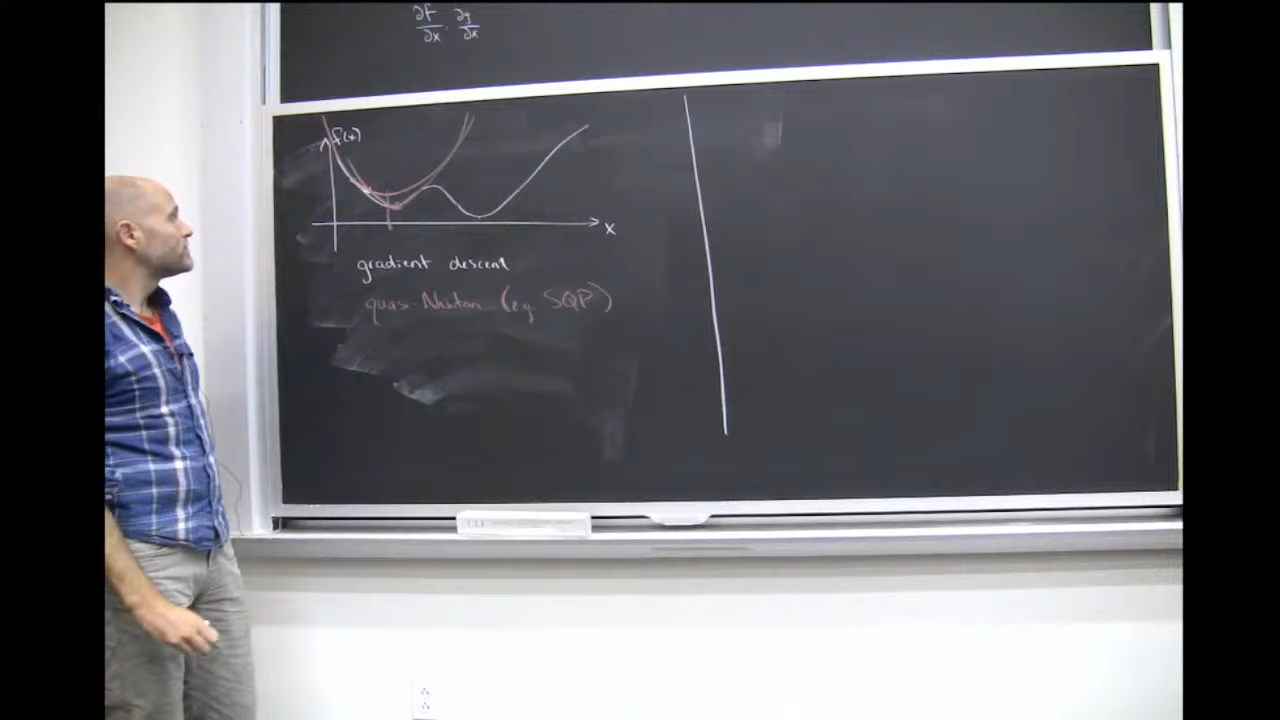 ∂f/∂x, ∂g/∂x
f(x)
x
gradient descent
quasi-Newton (e.g. SQP)